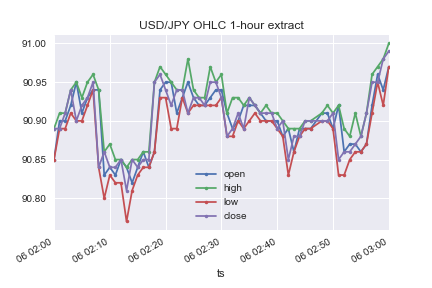 USD/JPY OHLC 1-hour extract
91.00
90.95
90.90
90.85
90.80
open
high
low
close
06 02:00
06 02:10
06 02:20
06 02:30
06 02:40
06 02:50
06 03:00
ts